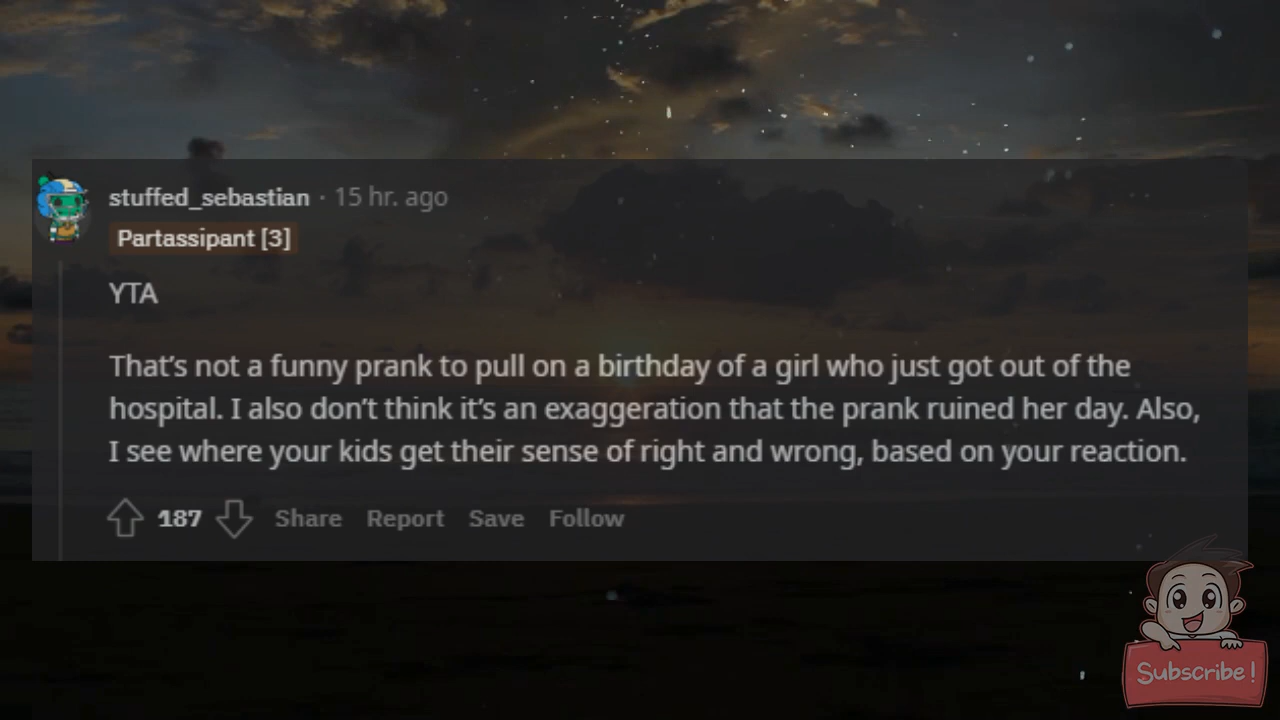 stuffed_sebastian · 15 hr. ago
Partassipant [3]
YTA
That's not a funny prank to pull on a birthday of a girl who just got out of the
hospital. I also don't think it's an exaggeration that the prank ruined her day. Also,
I see where your kids get their sense of right and wrong, based on your reaction.
187 Share Report Save Follow
Subscribe!